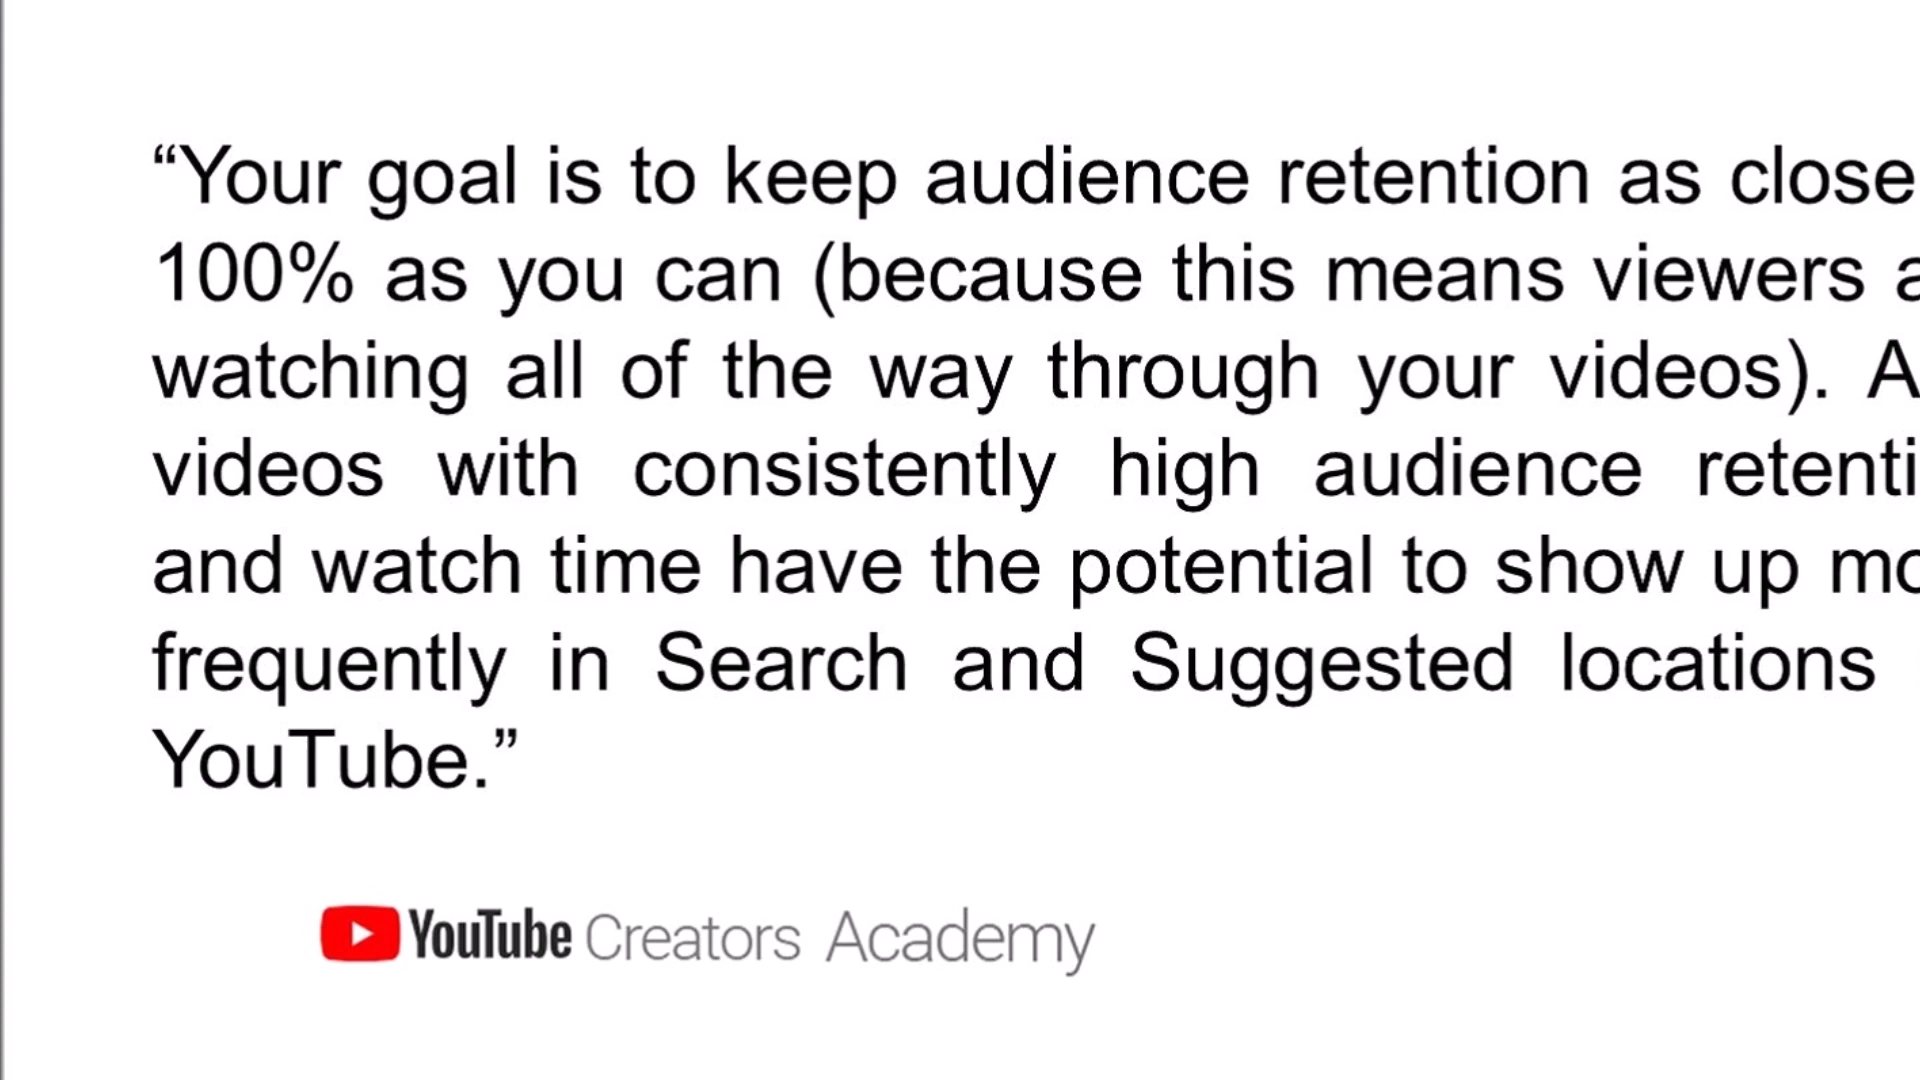 “Your goal is to keep audience retention as close
100% as you can (because this means viewers
watching all of the way through your videos).
videos with consistently high audience
and watch time have the potential to show up
frequently in Search and Suggested locations
YouTube.”
YouTube Creators Academy